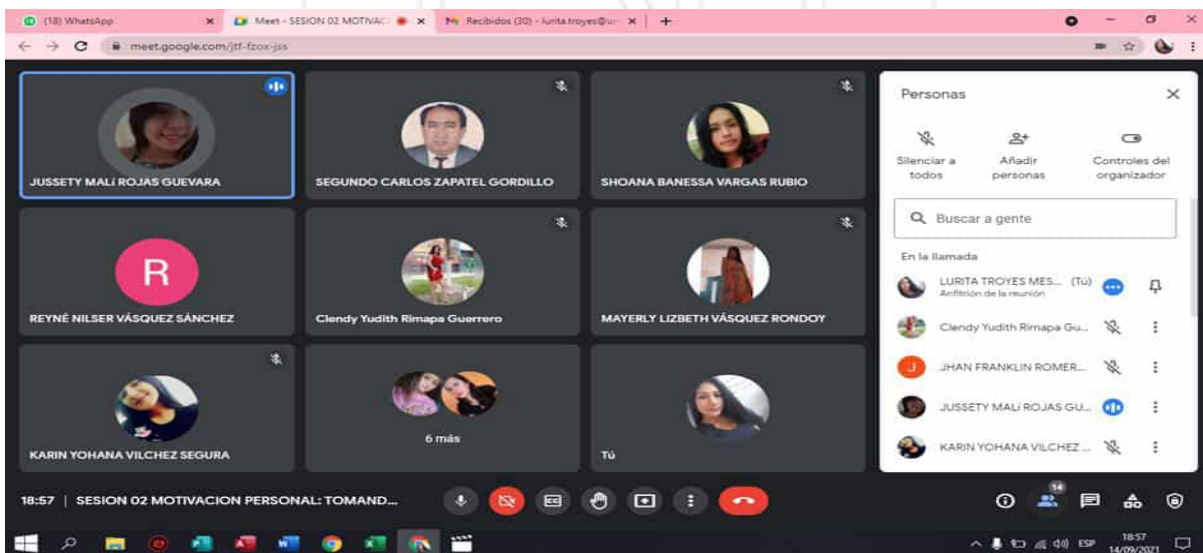 (18) WhatsApp
Meet - SESION 02 MOTIVAC
Recibidos (30) - lurita.troyes@un
meet.google.com/jtf-fzox-jss
JUSSETY MALÍ ROJAS GUEVARA
SEGUNDO CARLOS ZAPATEL GORDILLO
SHOANA BANESSA VARGAS RUBIO
R
REYNÉ NILSER VÁSQUEZ SÁNCHEZ
Clendy Yudith Rimapa Guerrero
MAYERLY LIZBETH VÁSQUEZ RONDOY
KARIN YOHANA VILCHEZ SEGURA
6 más
Tú
Personas
Silenciar a todos
Añadir personas
Controles del organizador
Buscar a gente
En la llamada
LURITA TROYES MES... (Tú)
Anfitrión de la reunión
Clendy Yudith Rimapa Gu...
J
JHAN FRANKLIN ROMER...
JUSSETY MALÍ ROJAS GU...
KARIN YOHANA VILCHEZ ...
18:57 | SESION 02 MOTIVACION PERSONAL: TOMAND...
14
ESP
18:57
14/09/2021